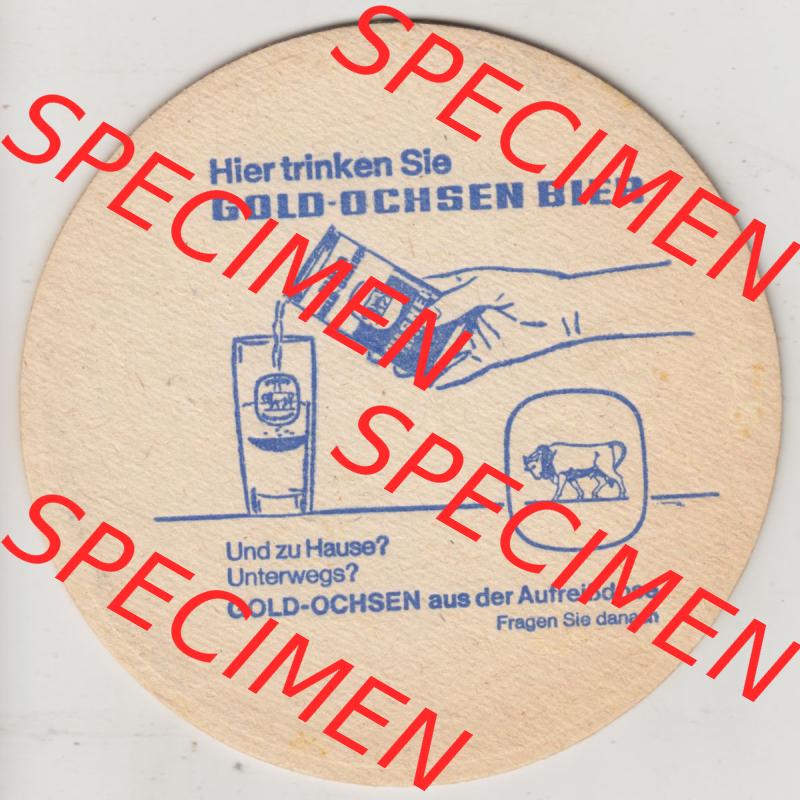 Hier trinken Sie
GOLD-OCHSEN BIER
Und zu Hause?
Unterwegs?
GOLD-OCHSEN aus der Aufreißdose
Fragen Sie danach
SPECIMEN
SPECIMEN
SPECIMEN
SPECIMEN